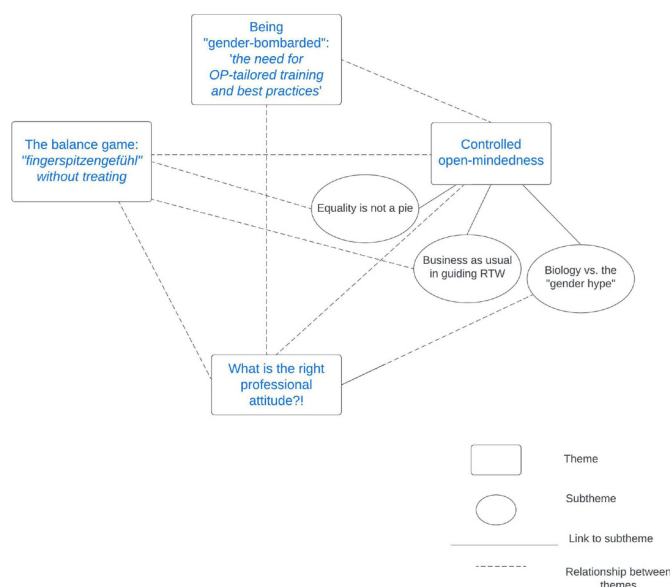 Being
"gender-bombarded":
'the need for
OP-tailored training
and best practices'
The balance game:
"fingerspitzengefühl"
without treating
Controlled
open-mindedness
Equality is not a pie
Business as usual
in guiding RTW
Biology vs. the
"gender hype"
What is the right
professional
attitude?!
Theme
Subtheme
Link to subtheme
Relationship between
themes